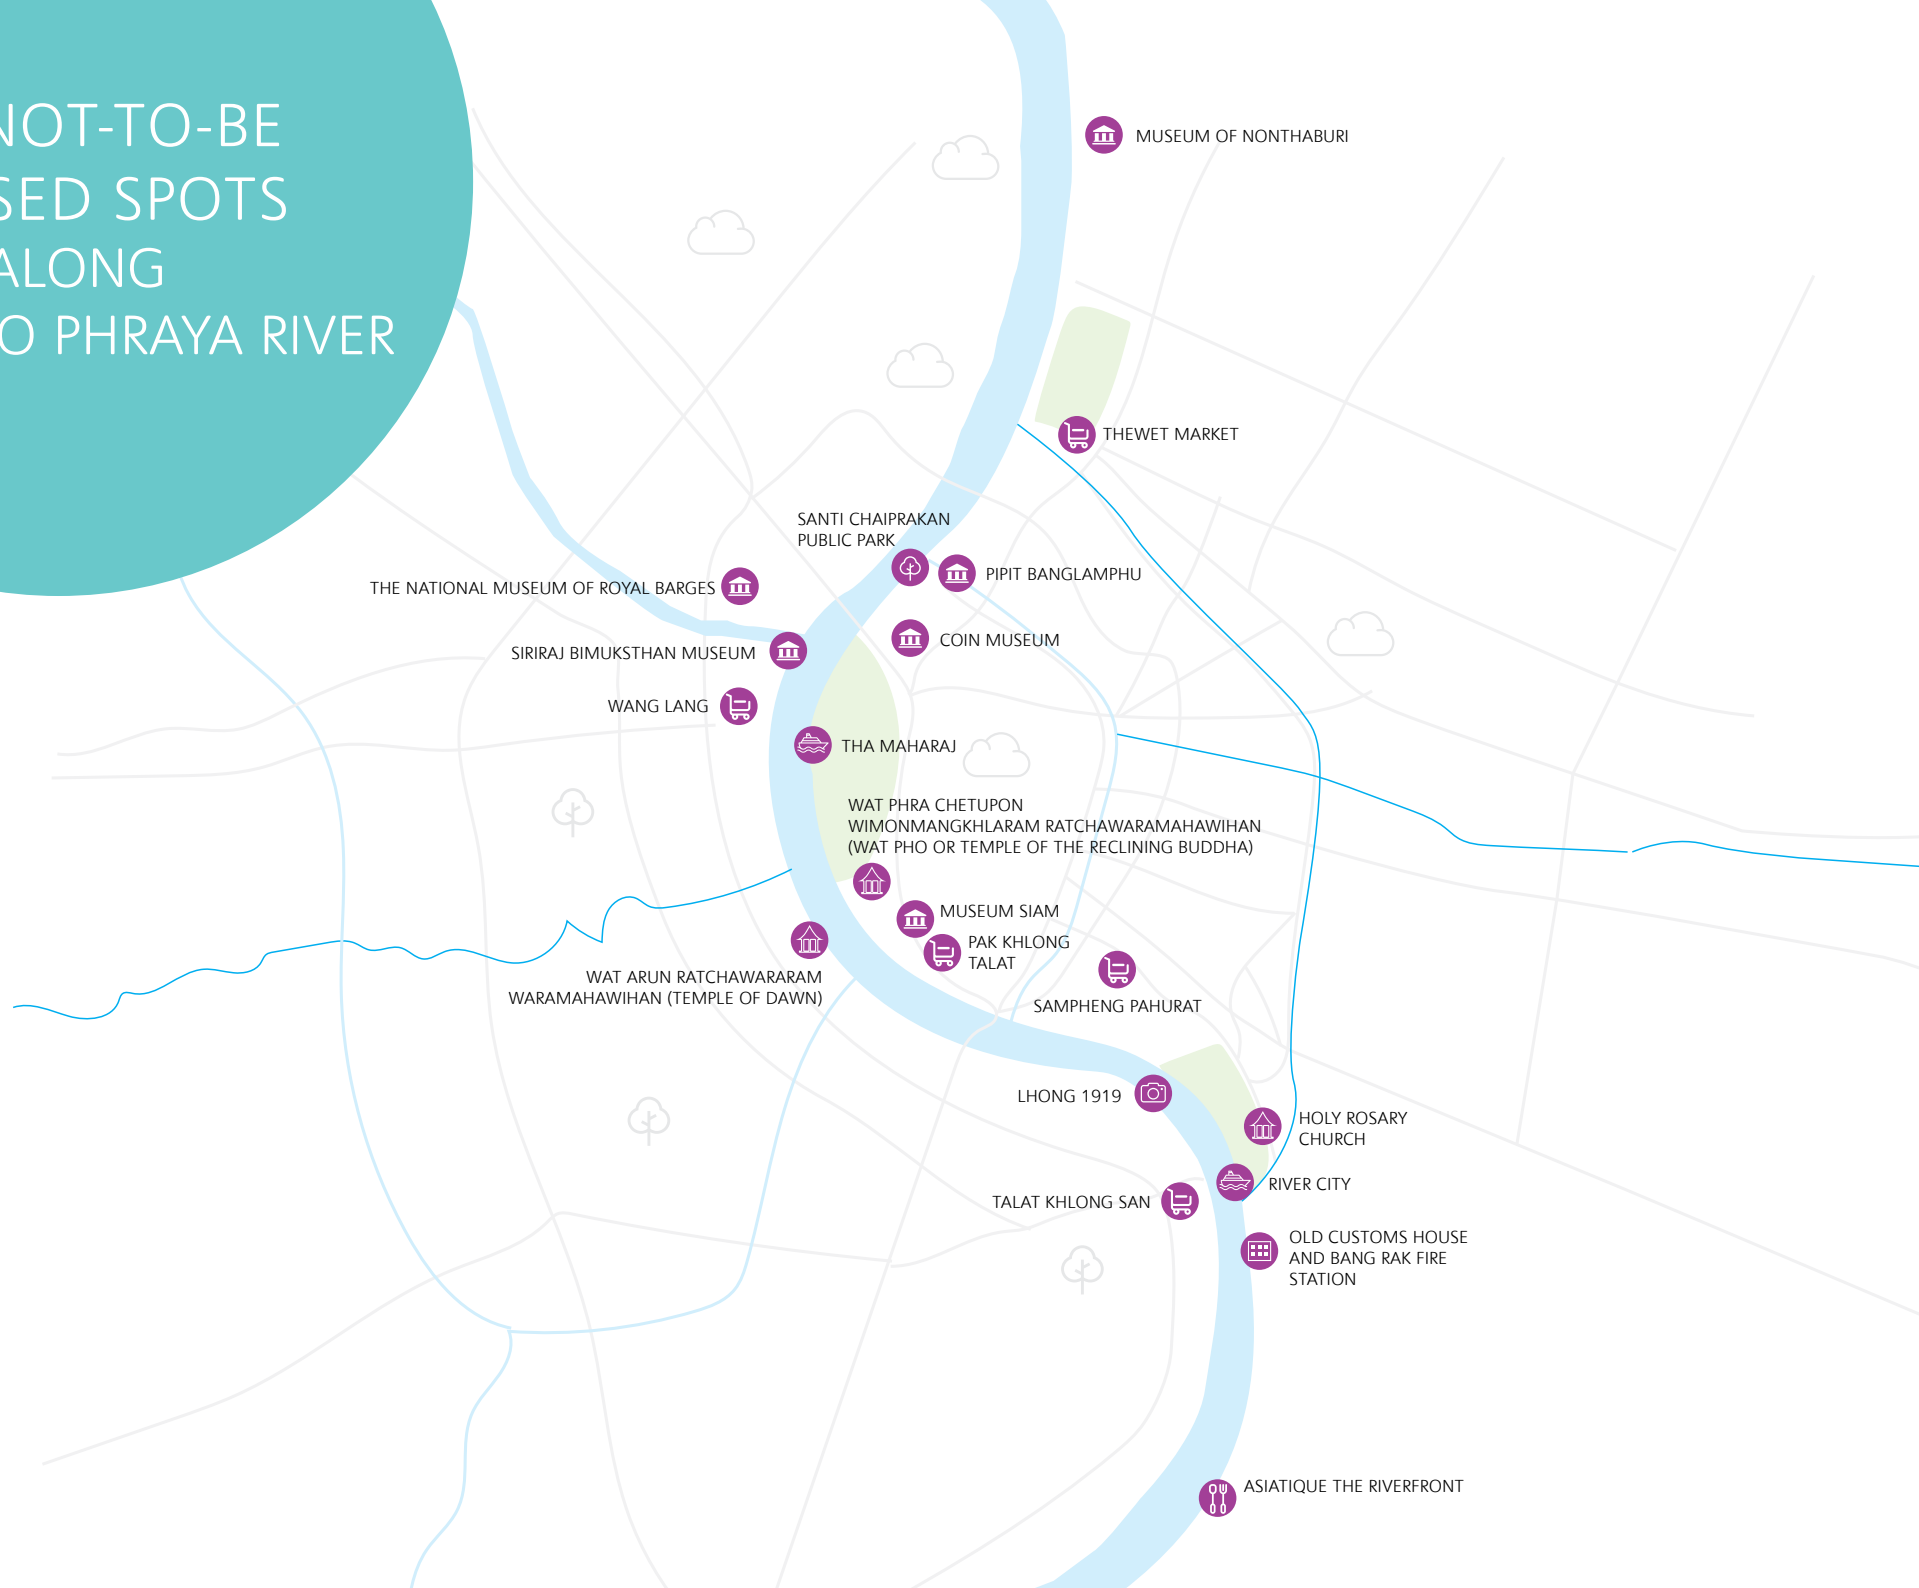 NOT-TO-BE
SED SPOTS
ALONG
O PHRAYA RIVER
MUSEUM OF NONTHABURI
THEWET MARKET
SANTI CHAIPRAKAN
PUBLIC PARK
PIPIT BANGLAMPHU
THE NATIONAL MUSEUM OF ROYAL BARGES
COIN MUSEUM
SIRIRAJ BIMUKSTHAN MUSEUM
WANG LANG
THA MAHARAJ
WAT PHRA CHETUPON
WIMONMANGKHLARAM RATCHAWARAMAHAWIHAN
(WAT PHO OR TEMPLE OF THE RECLINING BUDDHA)
MUSEUM SIAM
PAK KHLONG
TALAT
WAT ARUN RATCHAWARARAM
WARAMAHAWIHAN (TEMPLE OF DAWN)
SAMPHENG PAHURAT
LHONG 1919
HOLY ROSARY
CHURCH
RIVER CITY
TALAT KHLONG SAN
OLD CUSTOMS HOUSE
AND BANG RAK FIRE
STATION
ASIATIQUE THE RIVERFRONT